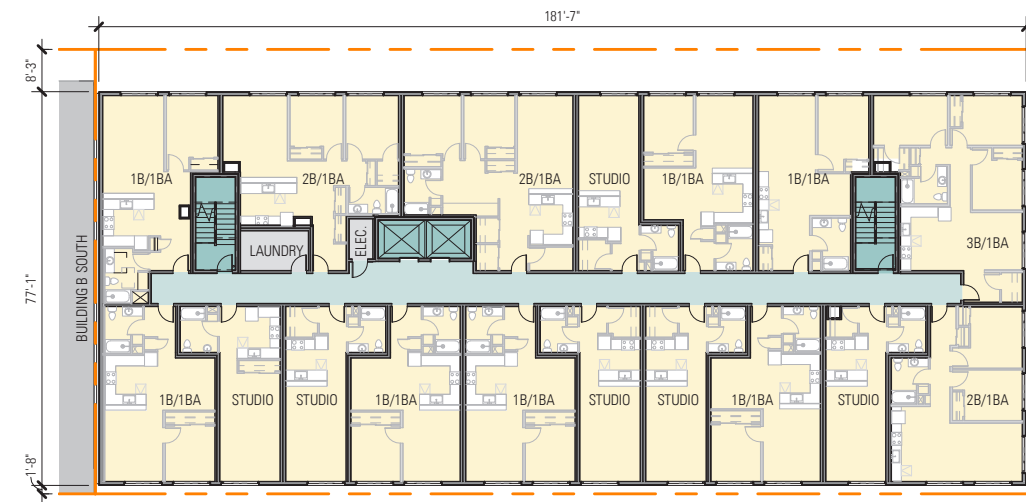 181'-7"
8'-3"
1B/1BA
2B/1BA
2B/1BA
STUDIO
1B/1BA
1B/1BA
3B/1BA
LAUNDRY
ELEC.
BUILDING B SOUTH
77'-1"
1B/1BA
STUDIO
STUDIO
1B/1BA
1B/1BA
STUDIO
STUDIO
1B/1BA
STUDIO
2B/1BA
1'-8"